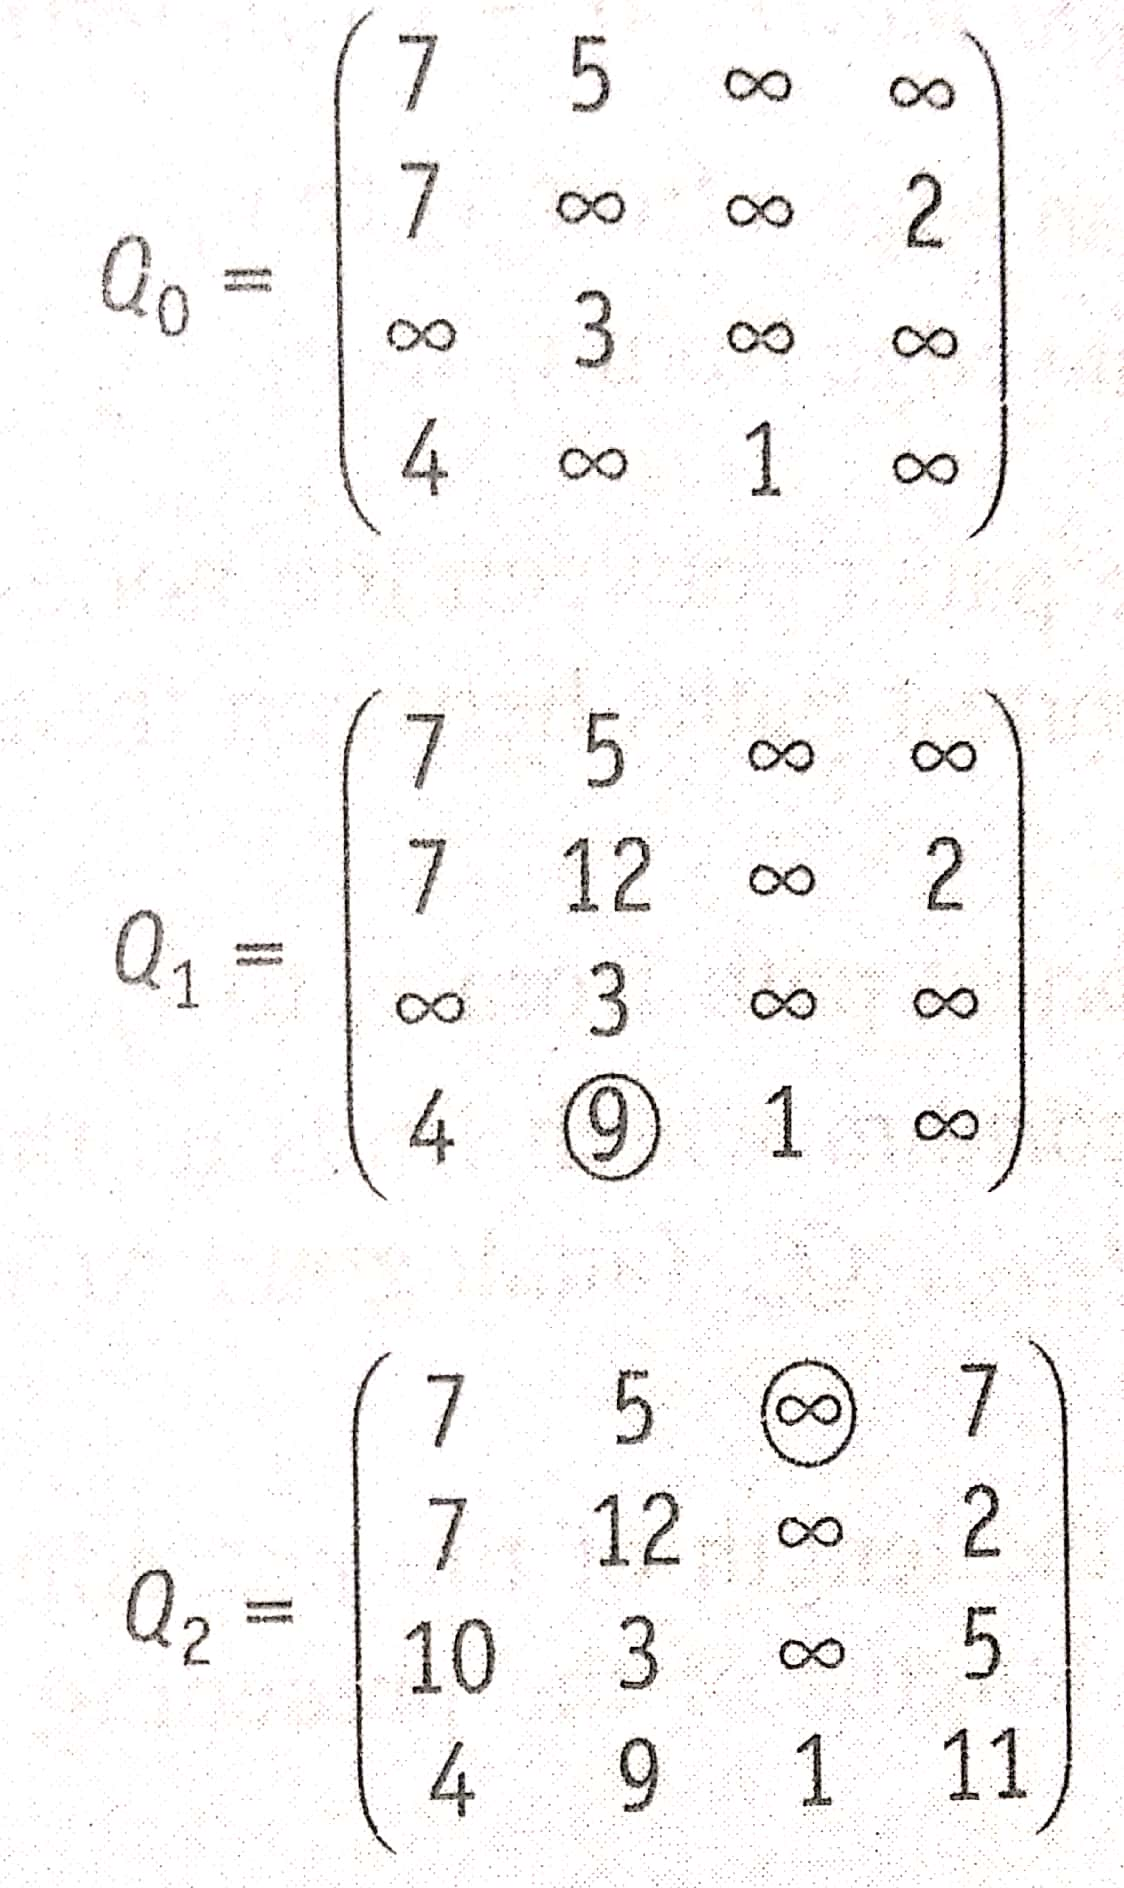 7 5 ∞ ∞
7 ∞ ∞ 2
Q₀ =
∞ 3 ∞ ∞
4 ∞ 1 ∞
7 5 ∞ ∞
7 12 ∞ 2
Q₁ =
∞ 3 ∞ ∞
4 9 1 ∞
7 5 ∞ 7
7 12 ∞ 2
Q₂ =
10 3 ∞ 5
4 9 1 11